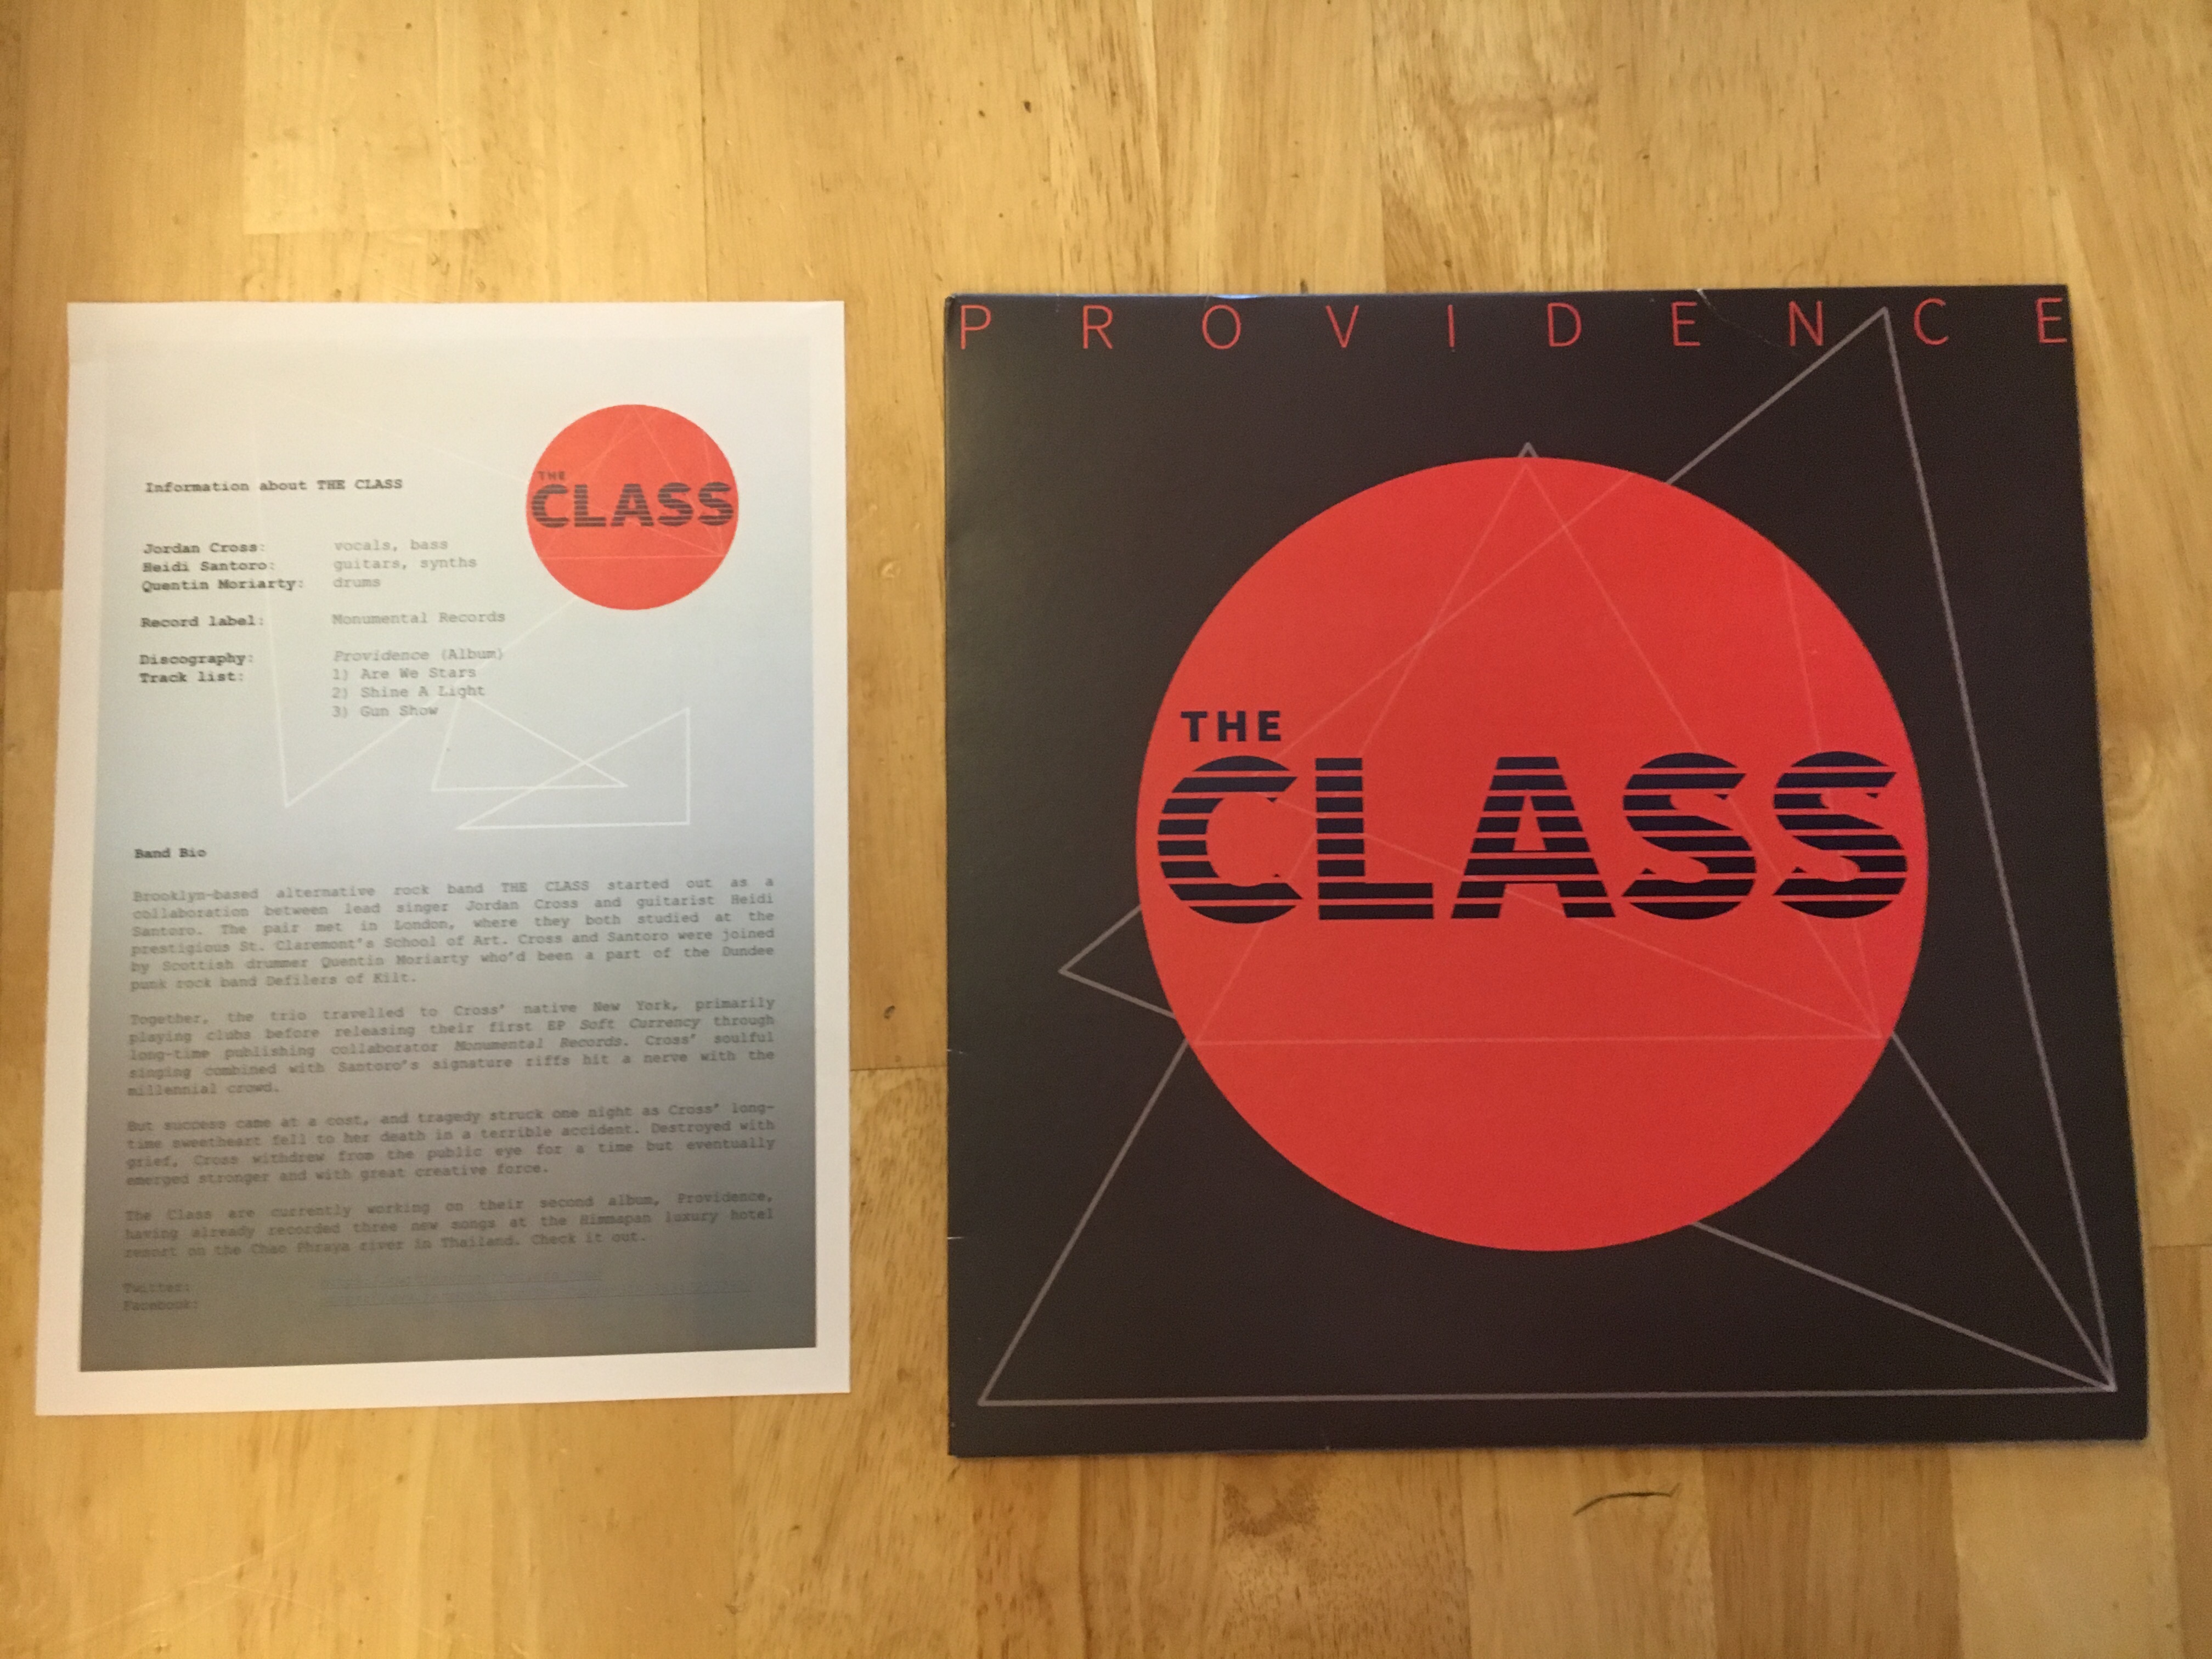 THE
CLASS
Information about THE CLASS
Jordan Cross: vocals, bass
Heidi Santoro: guitars, synths
Quentin Moriarty: drums
Record label: Monumental Records
Discography: Providence (Album)
Track list: 1) Are We Stars
2) Shine A Light
3) Gun Show
Band Bio
Brooklyn-based alternative rock band THE CLASS started out as a
collaboration between lead singer Jordan Cross and guitarist Heidi
Santoro. The pair met in London, where they both studied at the
prestigious St. Claremont's School of Art. Cross and Santoro were joined
by Scottish drummer Quentin Moriarty who'd been a part of the Dundee
punk rock band Defilers of Kilt.
Together, the trio travelled to Cross' native New York, primarily
playing clubs before releasing their first EP Soft Currency through
long-time publishing collaborator Monumental Records. Cross' soulful
singing combined with Santoro's signature riffs hit a nerve with the
millennial crowd.
But success came at a cost, and tragedy struck one night as Cross' long-
time sweetheart fell to her death in a terrible accident. Destroyed with
grief, Cross withdrew from the public eye for a time but eventually
emerged stronger and with great creative force.
The Class are currently working on their second album, Providence,
having already recorded three new songs at the Himmapan luxury hotel
resort on the Chao Phraya river in Thailand. Check it out.
Twitter:
Facebook:
PROVIDENCE
THE
CLASS